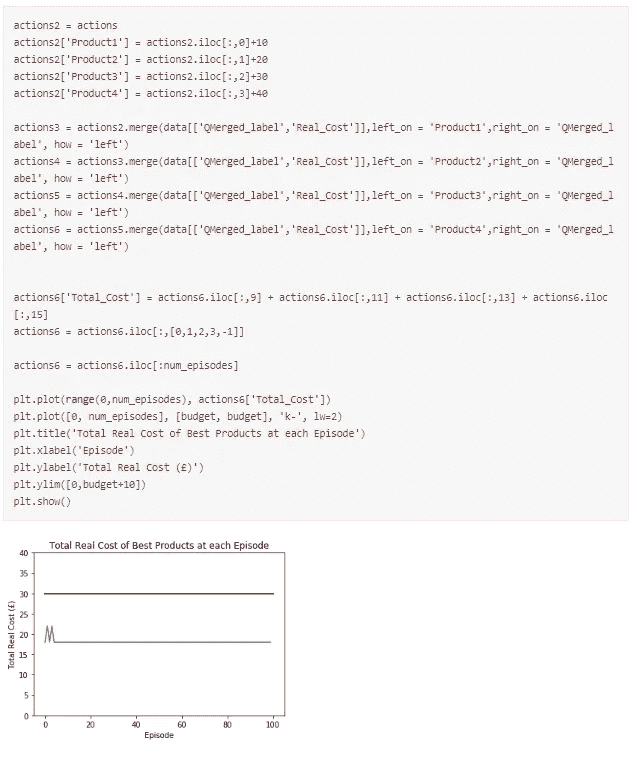 actions2 = actions
actions2['Product1'] = actions2.iloc[:,0]+10
actions2['Product2'] = actions2.iloc[:,1]+20
actions2['Product3'] = actions2.iloc[:,2]+30
actions2['Product4'] = actions2.iloc[:,3]+40
actions3 = actions2.merge(data[['QMerged_label','Real_Cost']],left_on = 'Product1',right_on = 'QMerged_l
abel', how = 'left')
actions4 = actions3.merge(data[['QMerged_label','Real_Cost']],left_on = 'Product2',right_on = 'QMerged_l
abel', how = 'left')
actions5 = actions4.merge(data[['QMerged_label','Real_Cost']],left_on = 'Product3',right_on = 'QMerged_l
abel', how = 'left')
actions6 = actions5.merge(data[['QMerged_label','Real_Cost']],left_on = 'Product4',right_on = 'QMerged_l
abel', how = 'left')
actions6['Total_Cost'] = actions6.iloc[:,9] + actions6.iloc[:,11] + actions6.iloc[:,13] + actions6.iloc
[:,15]
actions6 = actions6.iloc[:,[0,1,2,3,-1]]
actions6 = actions6.iloc[:num_episodes]
plt.plot(range(0,num_episodes), actions6['Total_Cost'])
plt.plot([0, num_episodes], [budget, budget], 'k-', lw=2)
plt.title('Total Real Cost of Best Products at each Episode')
plt.xlabel('Episode')
plt.ylabel('Total Real Cost (£)')
plt.ylim([0,budget+10])
plt.show()
Total Real Cost of Best Products at each Episode
Total Real Cost (£)
40
35
30
25
20
15
10
5
0
0 20 40 60 80 100
Episode